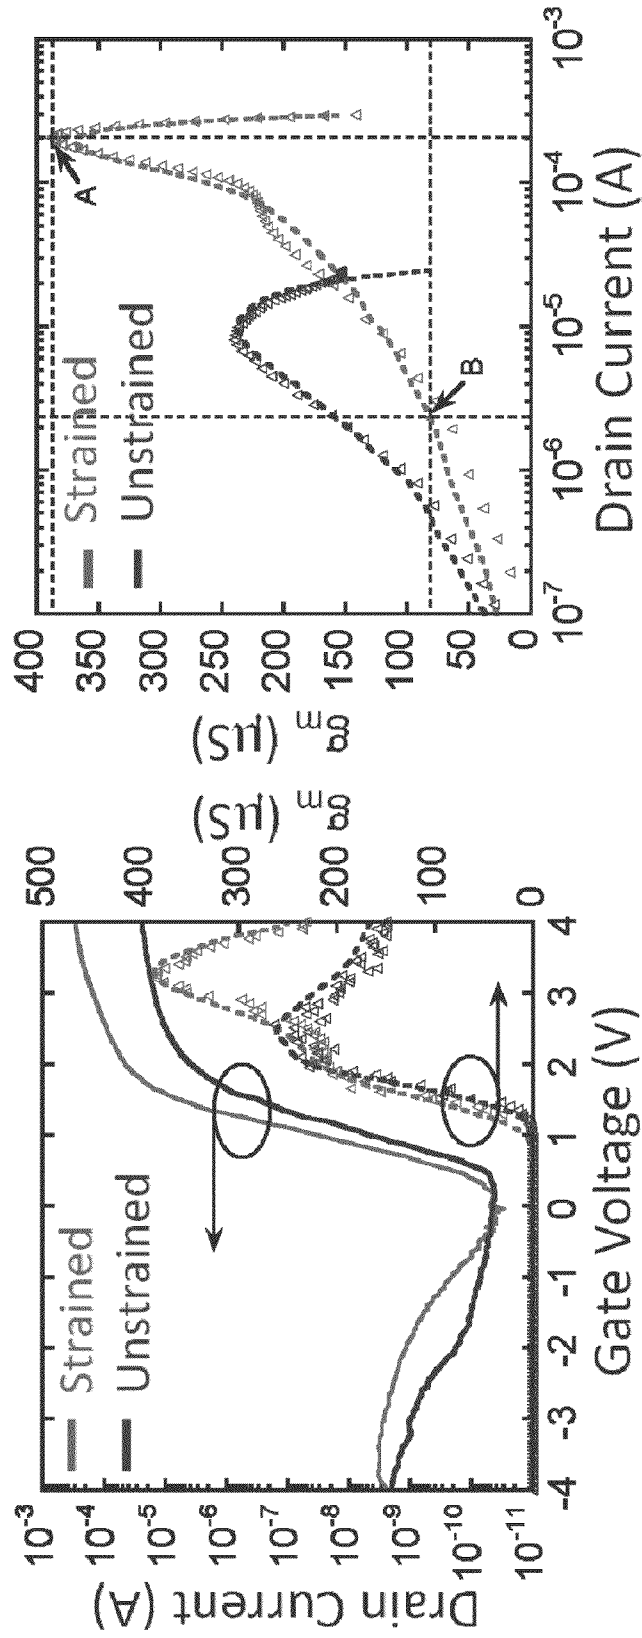 Strained
Unstrained
10⁻³
10⁻⁴
10⁻⁵
10⁻⁶
10⁻⁷
10⁻⁸
10⁻⁹
10⁻¹⁰
10⁻¹¹
Drain Current (A)
500
400
300
200
100
0
gm (μS)
-4 -3 -2 -1 0 1 2 3 4
Gate Voltage (V)
Strained
Unstrained
A
B
400
350
300
250
200
150
100
50
0
gm (μS)
10⁻⁷ 10⁻⁶ 10⁻⁵ 10⁻⁴ 10⁻³
Drain Current (A)